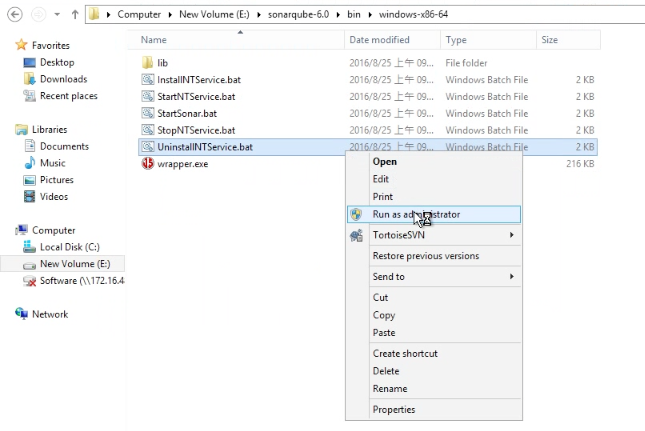 Computer New Volume (E:) sonarqube-6.0 bin windows-x86-64
Name Date modified Type Size
Favorites
Desktop
Downloads
Recent places
Libraries
Documents
Music
Pictures
Videos
Computer
Local Disk (C:)
New Volume (E:)
Software (\\172.16.4
Network
lib 2016/8/25 上午 09... File folder
InstallNTService.bat 2016/8/25 上午 09... Windows Batch File 2 KB
StartNTService.bat 2016/8/25 上午 09... Windows Batch File 2 KB
StartSonar.bat 2016/8/25 上午 09... Windows Batch File 2 KB
StopNTService.bat 2016/8/25 上午 09... Windows Batch File 2 KB
UninstallNTService.bat 2016/8/25 上午 09... Windows Batch File 2 KB
wrapper.exe 216 KB
Open
Edit
Print
Run as administrator
TortoiseSVN
Restore previous versions
Send to
Cut
Copy
Paste
Create shortcut
Delete
Rename
Properties